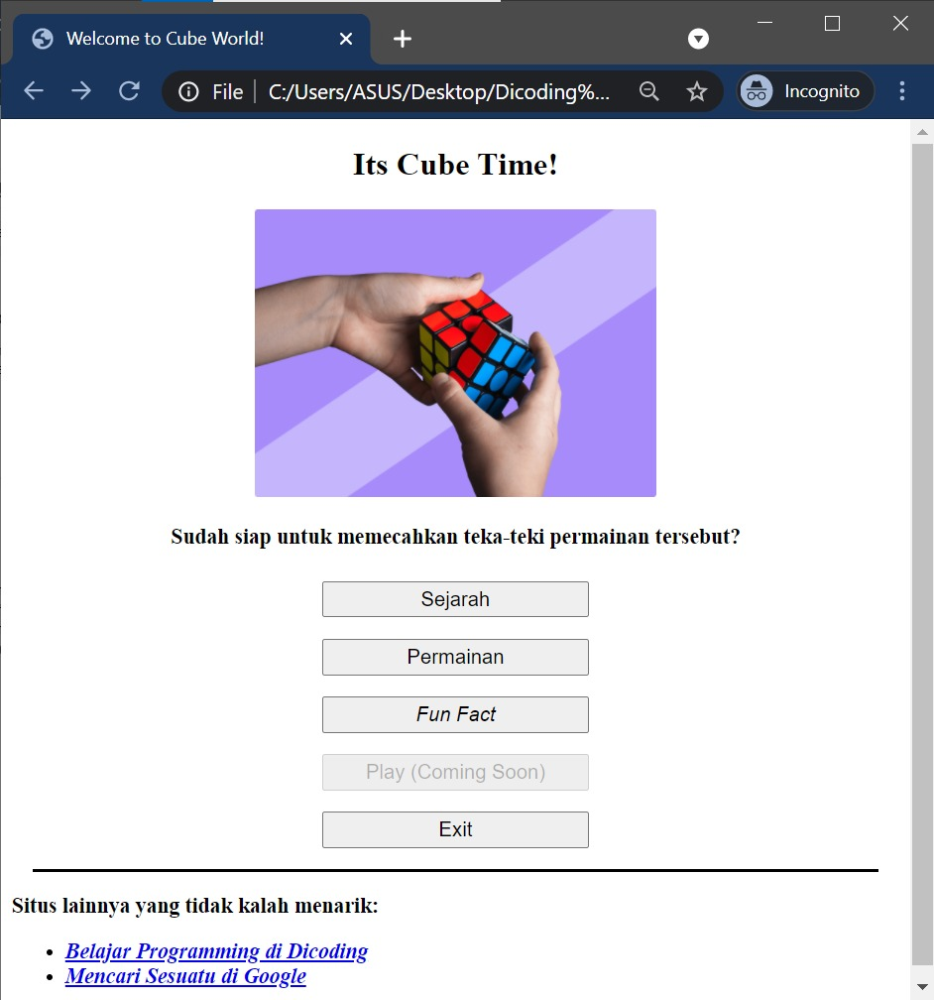 Welcome to Cube World!
File
C:/Users/ASUS/Desktop/Dicoding%...
Incognito
Its Cube Time!
Sudah siap untuk memecahkan teka-teki permainan tersebut?
Sejarah
Permainan
Fun Fact
Play (Coming Soon)
Exit
Situs lainnya yang tidak kalah menarik:
Belajar Programming di Dicoding
Mencari Sesuatu di Google